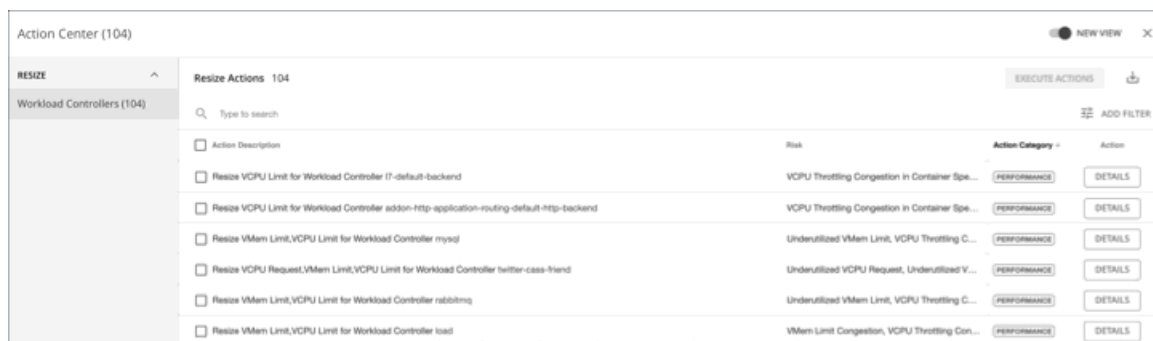 Action Center (104)
NEW VIEW
RESIZE
Workload Controllers (104)
Resize Actions 104
EXECUTE ACTIONS
Type to search
ADD FILTER
Action Description Risk Action Category Action
Resize VCPU Limit for Workload Controller l7-default-backend VCPU Throttling Congestion in Container Spe... PERFORMANCE DETAILS
Resize VCPU Limit for Workload Controller addon-http-application-routing-default-http-backend VCPU Throttling Congestion in Container Spe... PERFORMANCE DETAILS
Resize VMem Limit,VCPU Limit for Workload Controller mysql Underutilized VMem Limit, VCPU Throttling C... PERFORMANCE DETAILS
Resize VCPU Request,VMem Limit,VCPU Limit for Workload Controller twitter-cass-friend Underutilized VCPU Request, Underutilized V... PERFORMANCE DETAILS
Resize VMem Limit,VCPU Limit for Workload Controller rabbitmq Underutilized VMem Limit, VCPU Throttling C... PERFORMANCE DETAILS
Resize VMem Limit,VCPU Limit for Workload Controller load VMem Limit Congestion, VCPU Throttling Con... PERFORMANCE DETAILS